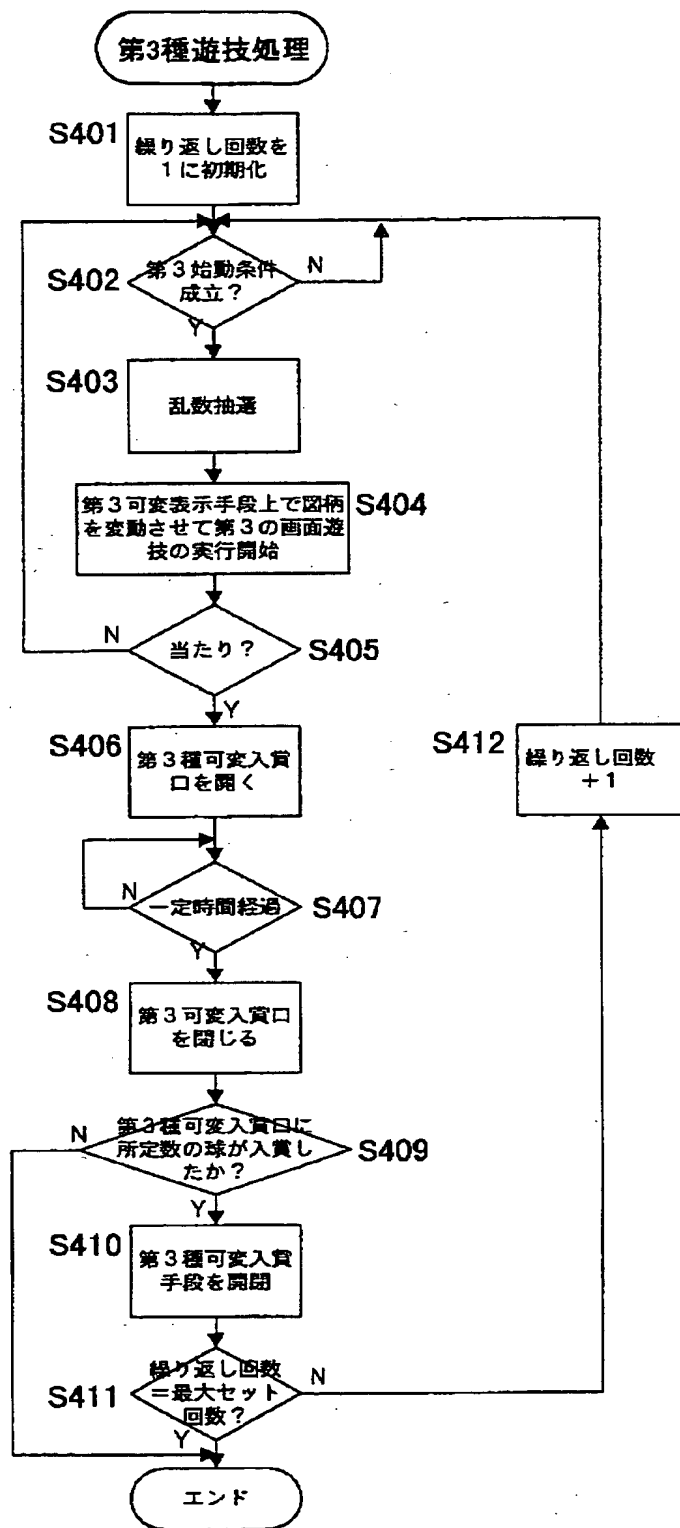 第3種遊技処理
S401
繰り返し回数を
1に初期化
S402
第3始動条件
成立?
N
Y
S403
乱数抽選
S404
第3可変表示手段上で図柄
を変動させて第3の画面遊
技の実行開始
N
当たり?
S405
Y
S406
第3種可変入賞
口を開く
S412
繰り返し回数
+1
N
一定時間経過
S407
Y
S408
第3可変入賞口
を閉じる
N
第3種可変入賞口に
所定数の球が入賞し
たか?
S409
Y
S410
第3種可変入賞
手段を開閉
S411
繰り返し回数
=最大セット
回数?
N
Y
エンド